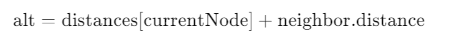 alt = distances[currentNode] + neighbor.distance